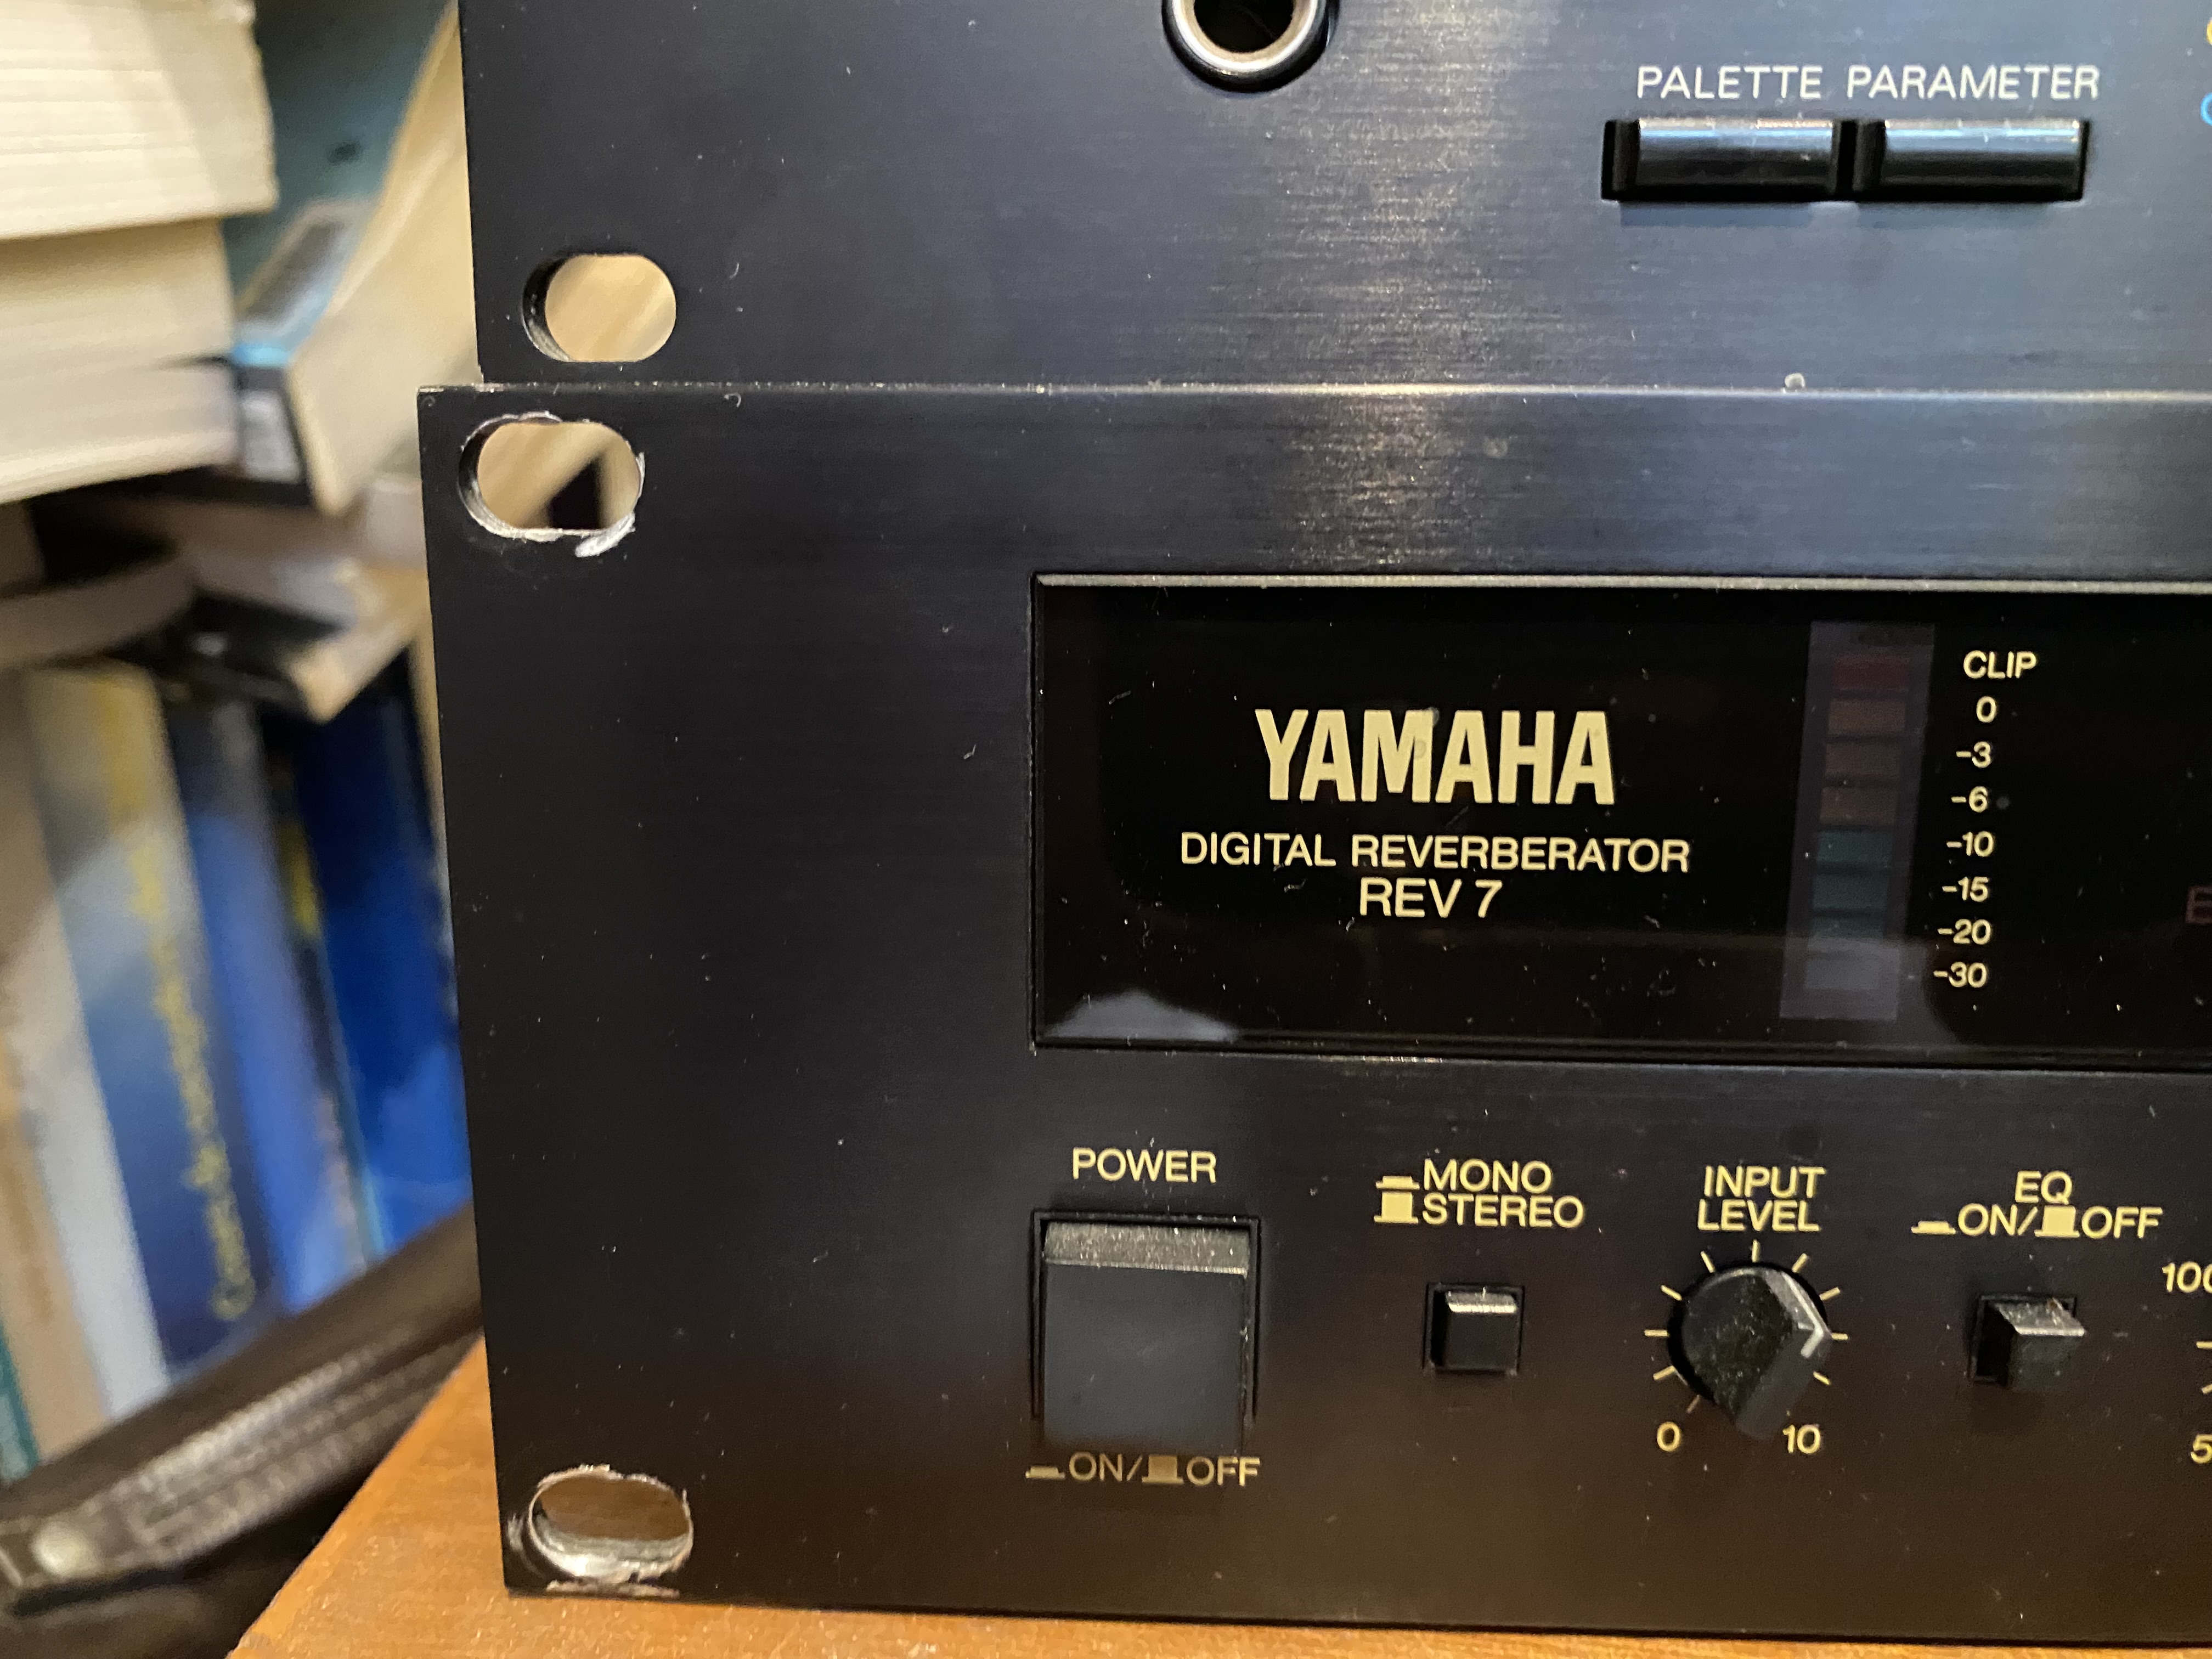 PALETTE PARAMETER
YAMAHA
DIGITAL REVERBERATOR
REV 7
CLIP
0
-3
-6
-10
-15
-20
-30
POWER
ON/ OFF
MONO
STEREO
INPUT
LEVEL
0 10
EQ
ON/ OFF